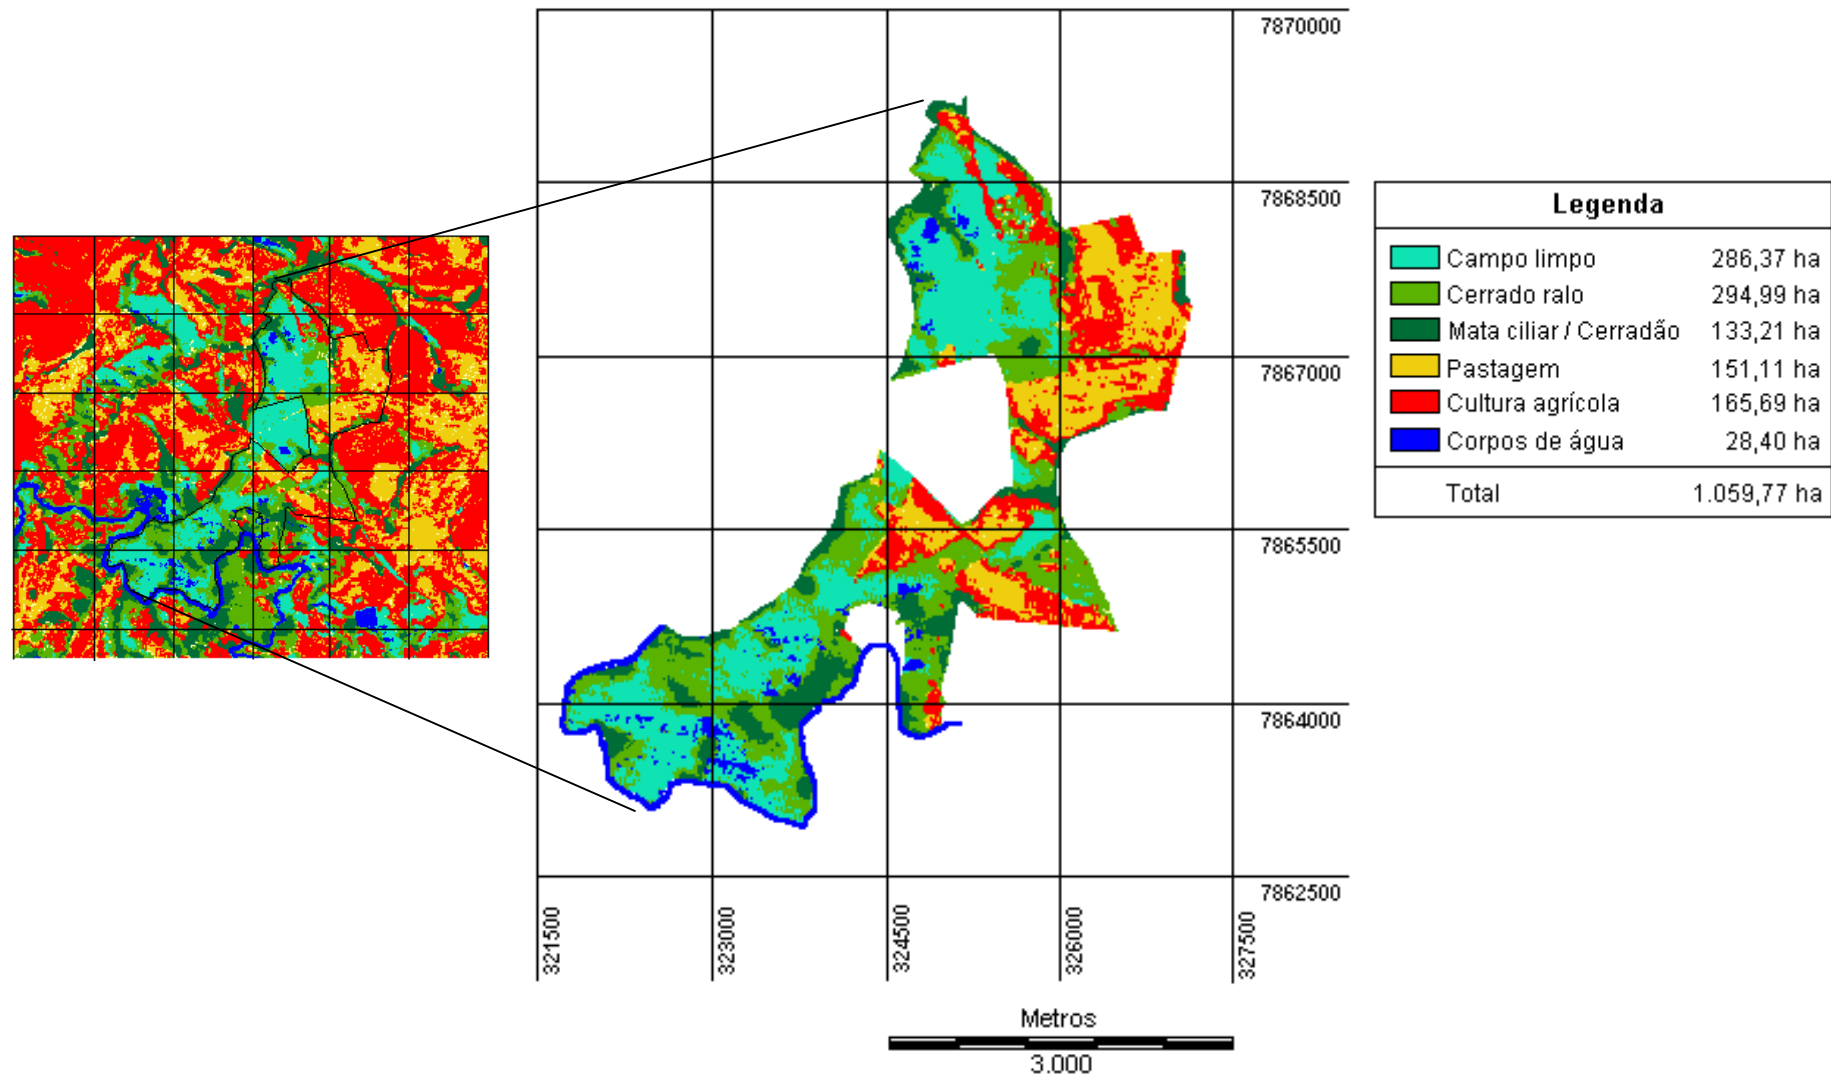 7870000
7868500
7867000
7865500
7864000
7862500
321500
323000
324500
326000
327500
Metros
3.000
Legenda
Campo limpo 286,37 ha
Cerrado ralo 294,99 ha
Mata ciliar / Cerradão 133,21 ha
Pastagem 151,11 ha
Cultura agrícola 165,69 ha
Corpos de água 28,40 ha
Total 1.059,77 ha